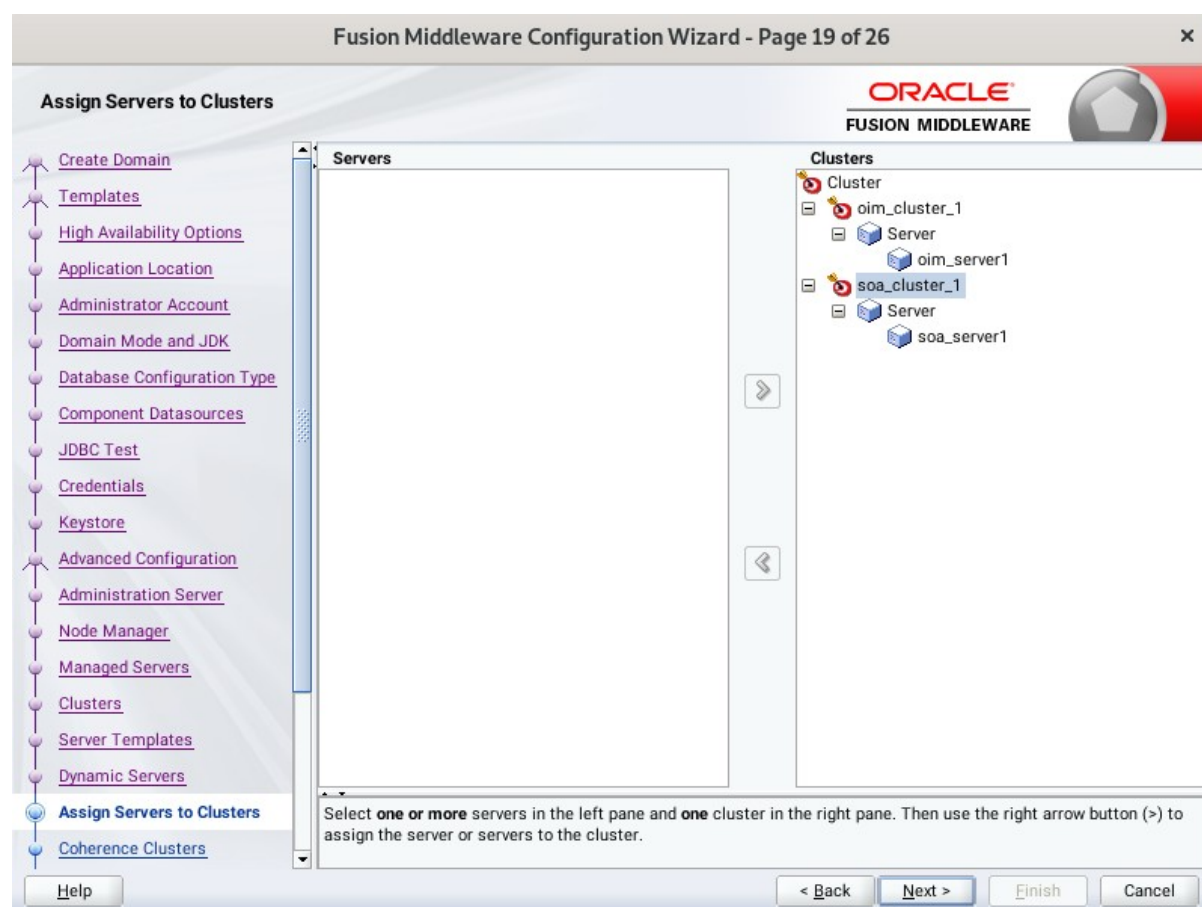 Fusion Middleware Configuration Wizard - Page 19 of 26
Assign Servers to Clusters
ORACLE
FUSION MIDDLEWARE
Create Domain
Templates
High Availability Options
Application Location
Administrator Account
Domain Mode and JDK
Database Configuration Type
Component Datasources
JDBC Test
Credentials
Keystore
Advanced Configuration
Administration Server
Node Manager
Managed Servers
Clusters
Server Templates
Dynamic Servers
Assign Servers to Clusters
Coherence Clusters
Servers
Clusters
Cluster
oim_cluster_1
Server
oim_server1
soa_cluster_1
Server
soa_server1
Select one or more servers in the left pane and one cluster in the right pane. Then use the right arrow button (>) to
assign the server or servers to the cluster.
Help
< Back
Next >
Finish
Cancel